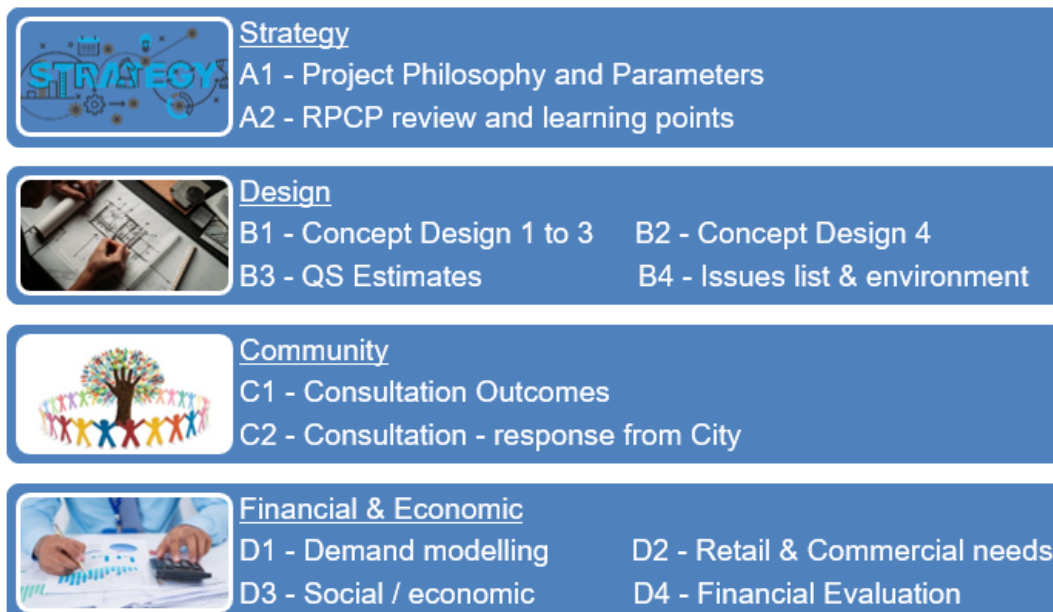 STRATEGY
Strategy
A1 - Project Philosophy and Parameters
A2 - RPCP review and learning points
Design
B1 - Concept Design 1 to 3 B2 - Concept Design 4
B3 - QS Estimates B4 - Issues list & environment
Community
C1 - Consultation Outcomes
C2 - Consultation - response from City
Financial & Economic
D1 - Demand modelling D2 - Retail & Commercial needs
D3 - Social / economic D4 - Financial Evaluation